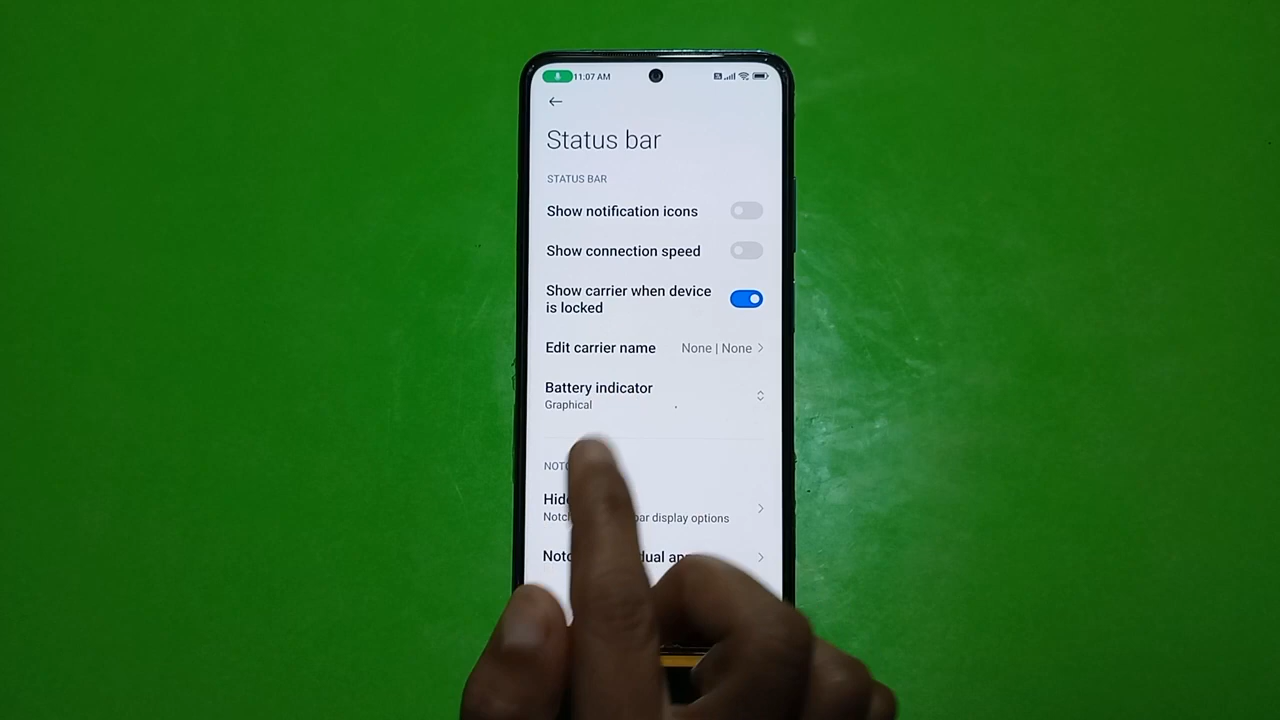 11:07 AM
Status bar
STATUS BAR
Show notification icons
Show connection speed
Show carrier when device
is locked
Edit carrier name None | None
Battery indicator
Graphical
bar display options